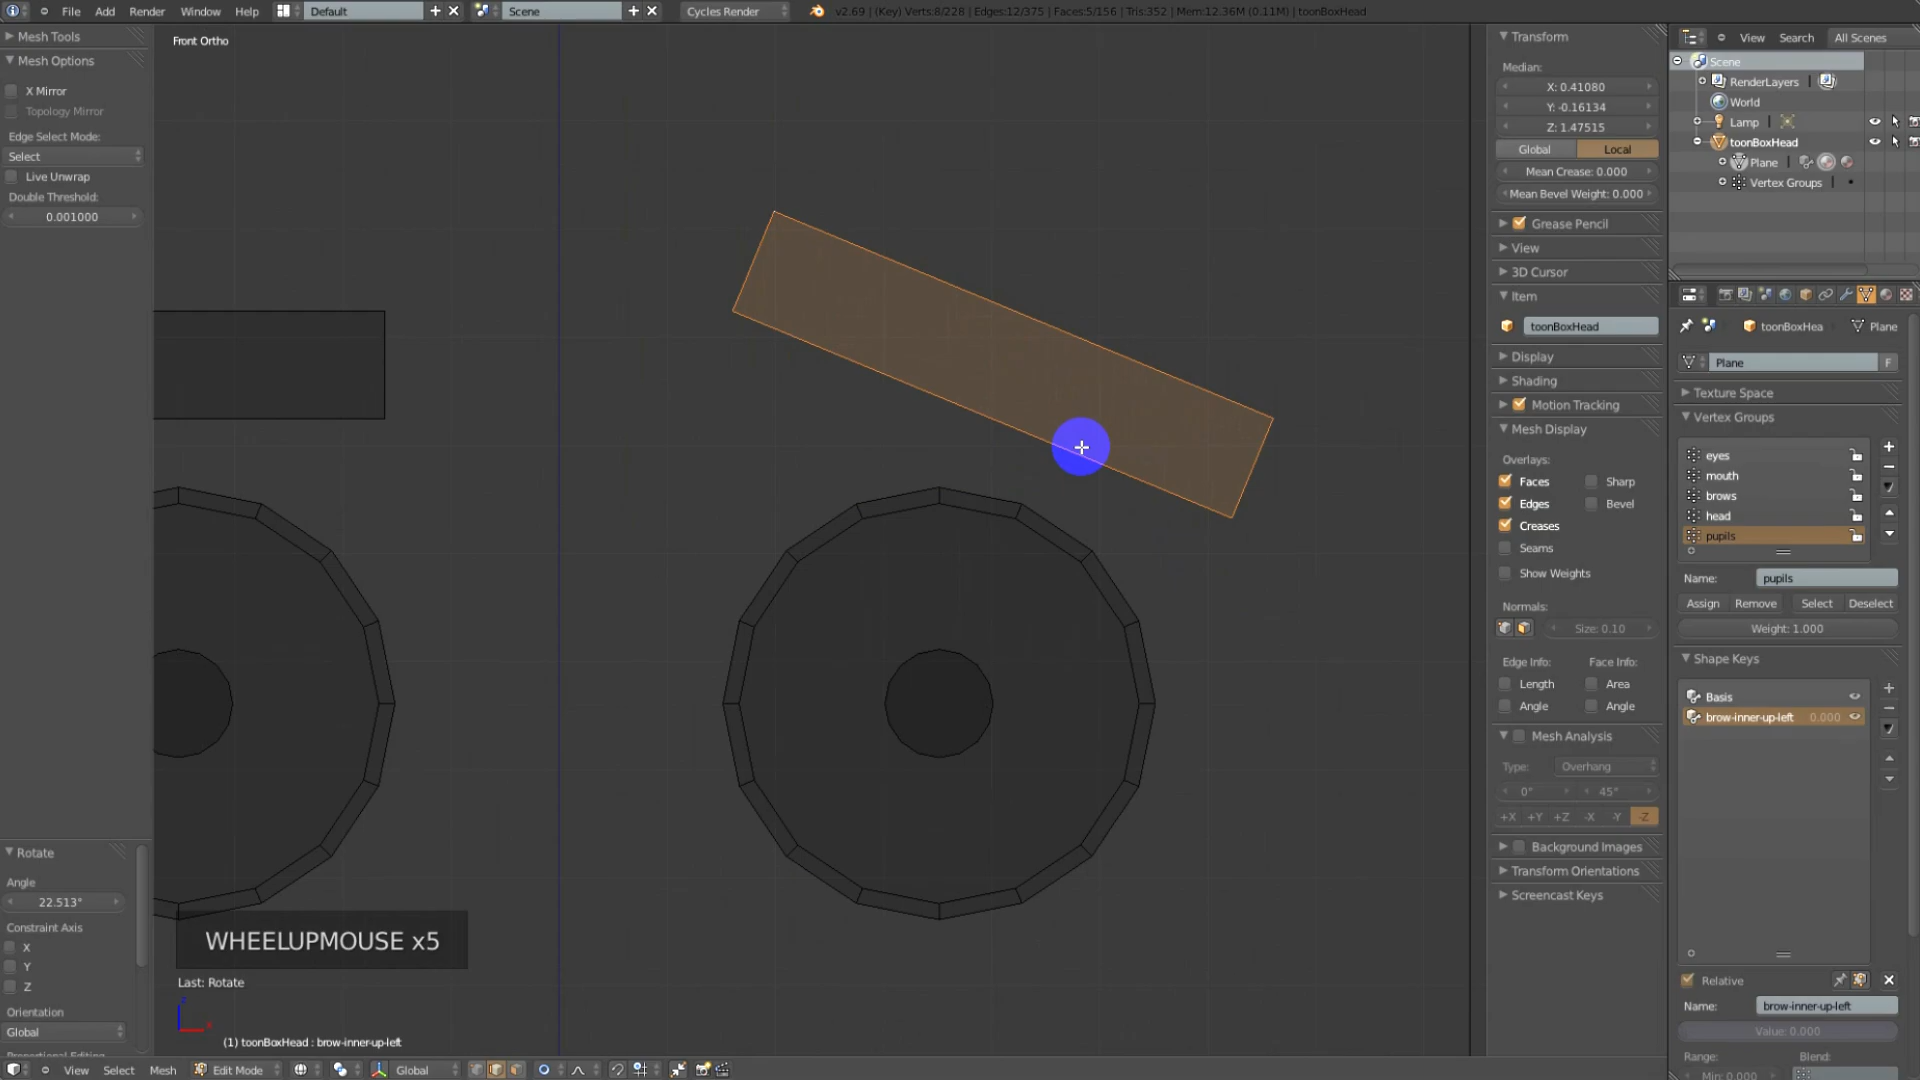 File Add Render Window Help Default Scene Cycles Render v2.69 | (Key) Verts:8/228 | Edges:12/375 | Faces:5/156 | Tris:352 | Mem:12.36M (0.11M) | toonBoxHead
Mesh Tools
Mesh Options
X Mirror
Topology Mirror
Edge Select Mode:
Select
Live Unwrap
Double Threshold:
0.001000
Rotate
Angle
22.513°
Constraint Axis
X
Y
Z
Orientation
Global
Front Ortho
WHEELUPMOUSE x5
Last: Rotate
(1) toonBoxHead : brow-inner-up-left
View Select Mesh Edit Mode Global
Transform
Median:
X: 0.41080
Y: -0.16134
Z: 1.47515
Global Local
Mean Crease: 0.000
Mean Bevel Weight: 0.000
Grease Pencil
View
3D Cursor
Item
toonBoxHead
Display
Shading
Motion Tracking
Mesh Display
Overlays:
Faces Sharp
Edges Bevel
Creases
Seams
Show Weights
Normals:
Size: 0.10
Edge Info: Face Info:
Length Area
Angle Angle
Mesh Analysis
Type: Overhang
0° 45°
+X +Y +Z -X -Y -Z
Background Images
Transform Orientations
Screencast Keys
View Search All Scenes
Scene
RenderLayers
World
Lamp
toonBoxHead
Plane
Vertex Groups
toonBoxHea Plane
Plane F
Texture Space
Vertex Groups
eyes
mouth
brows
head
pupils
Name: pupils
Assign Remove Select Deselect
Weight: 1.000
Shape Keys
Basis
brow-inner-up-left 0.000
Relative
Name: brow-inner-up-left
Value: 0.000
Range: Blend:
Min: 0.000